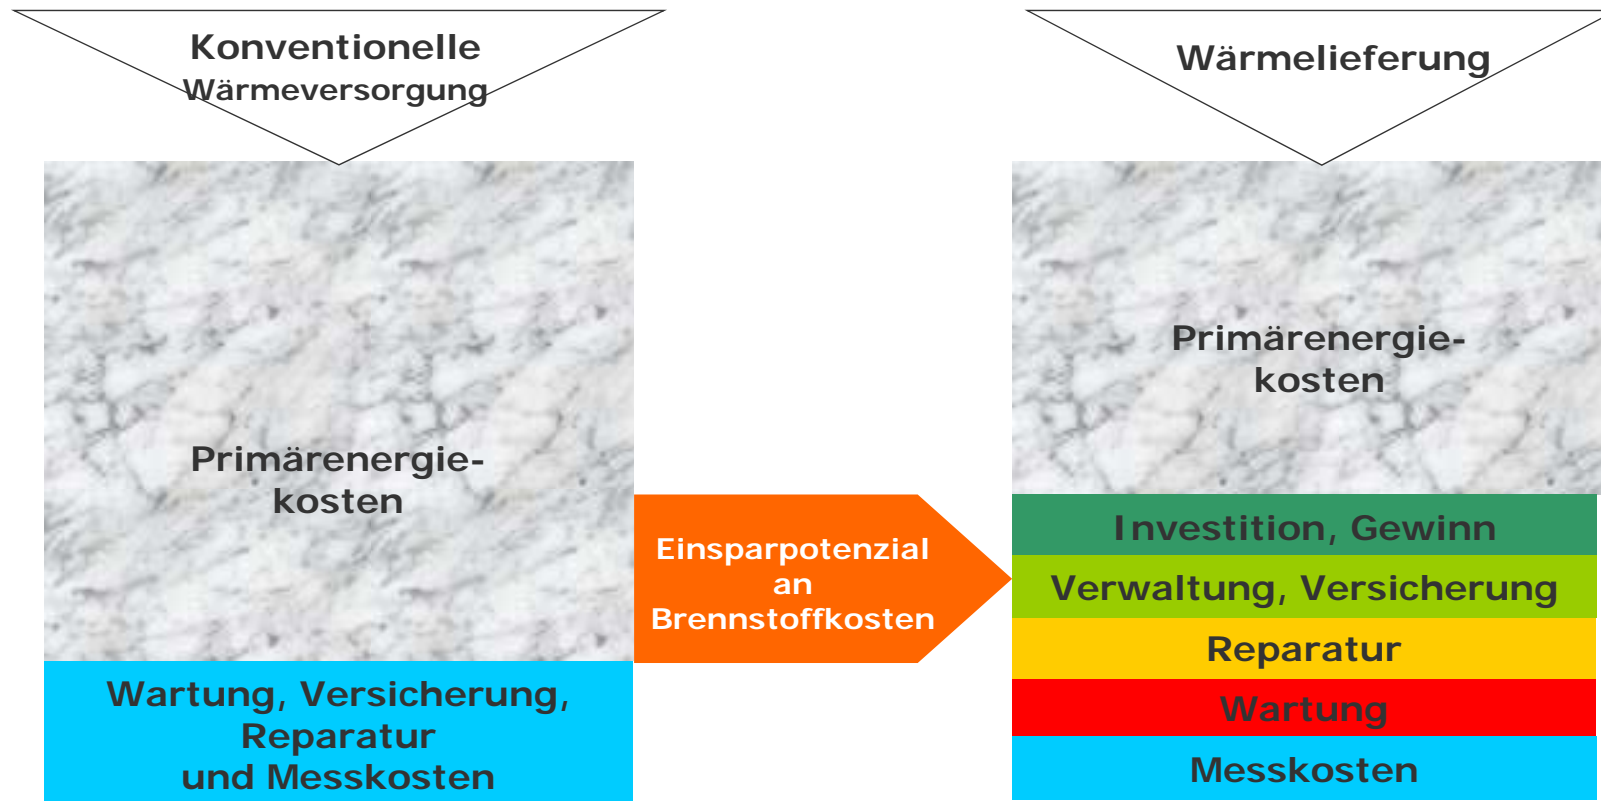 Konventionelle
Wärmeversorgung
Primärenergie-
kosten
Wartung, Versicherung,
Reparatur
und Messkosten
Einsparpotenzial
an
Brennstoffkosten
Wärmelieferung
Primärenergie-
kosten
Investition, Gewinn
Verwaltung, Versicherung
Reparatur
Wartung
Messkosten